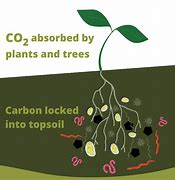 CO2 absorbed by
plants and trees
Carbon locked
into topsoil